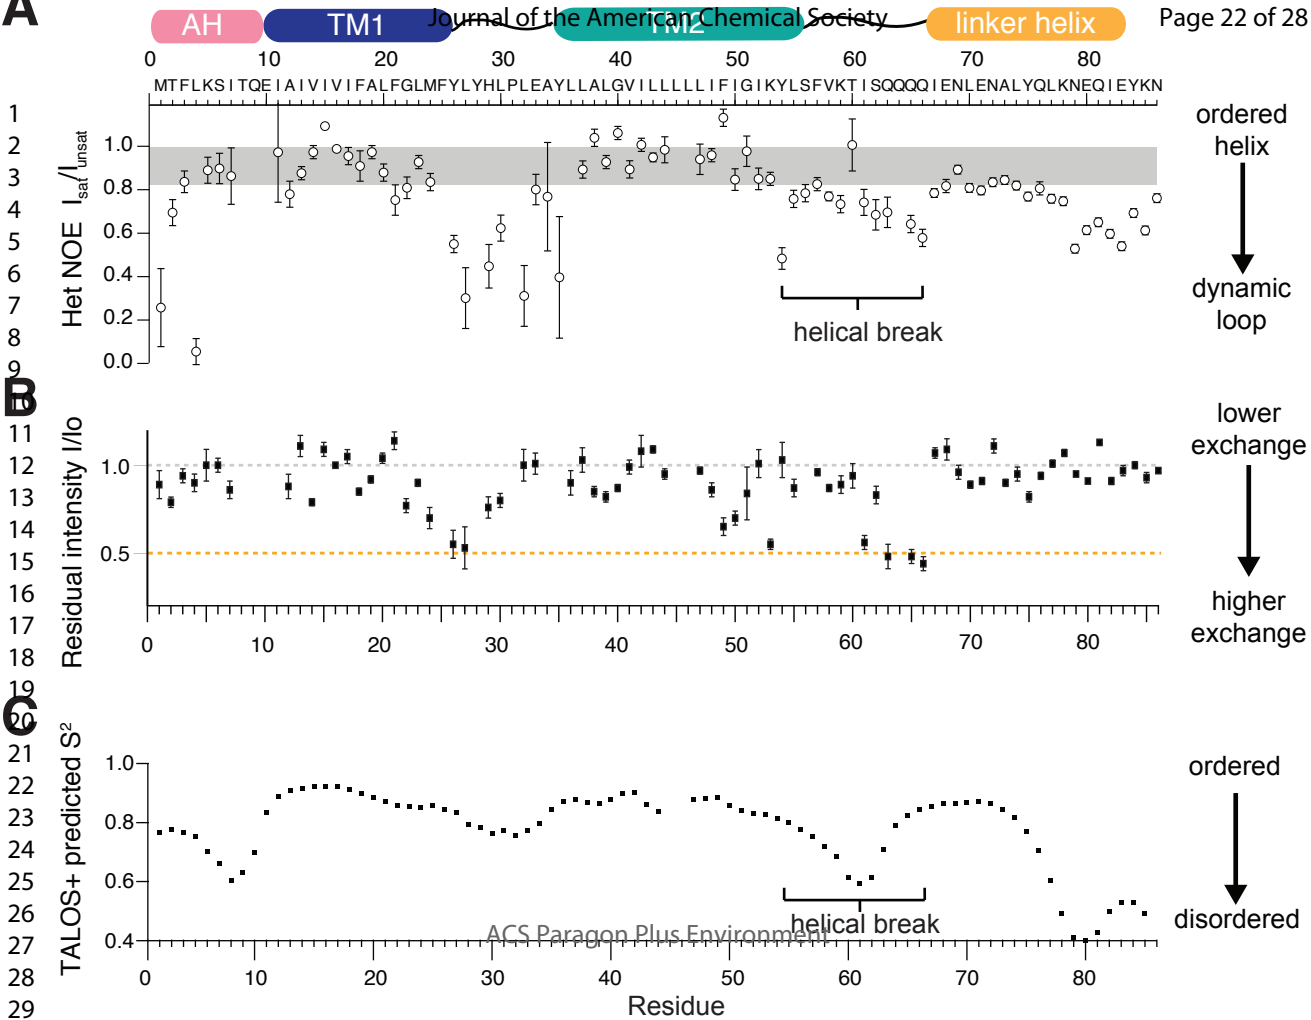 A
AH TM1 TM2 linker helix
Journal of the American Chemical Society
Page 22 of 28
0 10 20 30 40 50 60 70 80
MTFLKSITQEIAIVIVIFALFGLMFYLYHLPLEAYLLALGVILLLLLIFIGIKYLSFVKTISQQQQIENLENALYQLKNEQIEYKN
1
2
3
4
5
6
7
8
9
10
11
12
13
14
15
16
17
18
19
20
21
22
23
24
25
26
27
28
29
Het NOE Isat/Iunsat
1.0
0.8
0.6
0.4
0.2
0.0
helical break
ordered
helix
dynamic
loop
B
Residual intensity I/Io
1.0
0.5
0 10 20 30 40 50 60 70 80
lower
exchange
higher
exchange
C
TALOS+ predicted S²
1.0
0.8
0.6
0.4
helical break
ordered
disordered
ACS Paragon Plus Environment
0 10 20 30 40 50 60 70 80
Residue